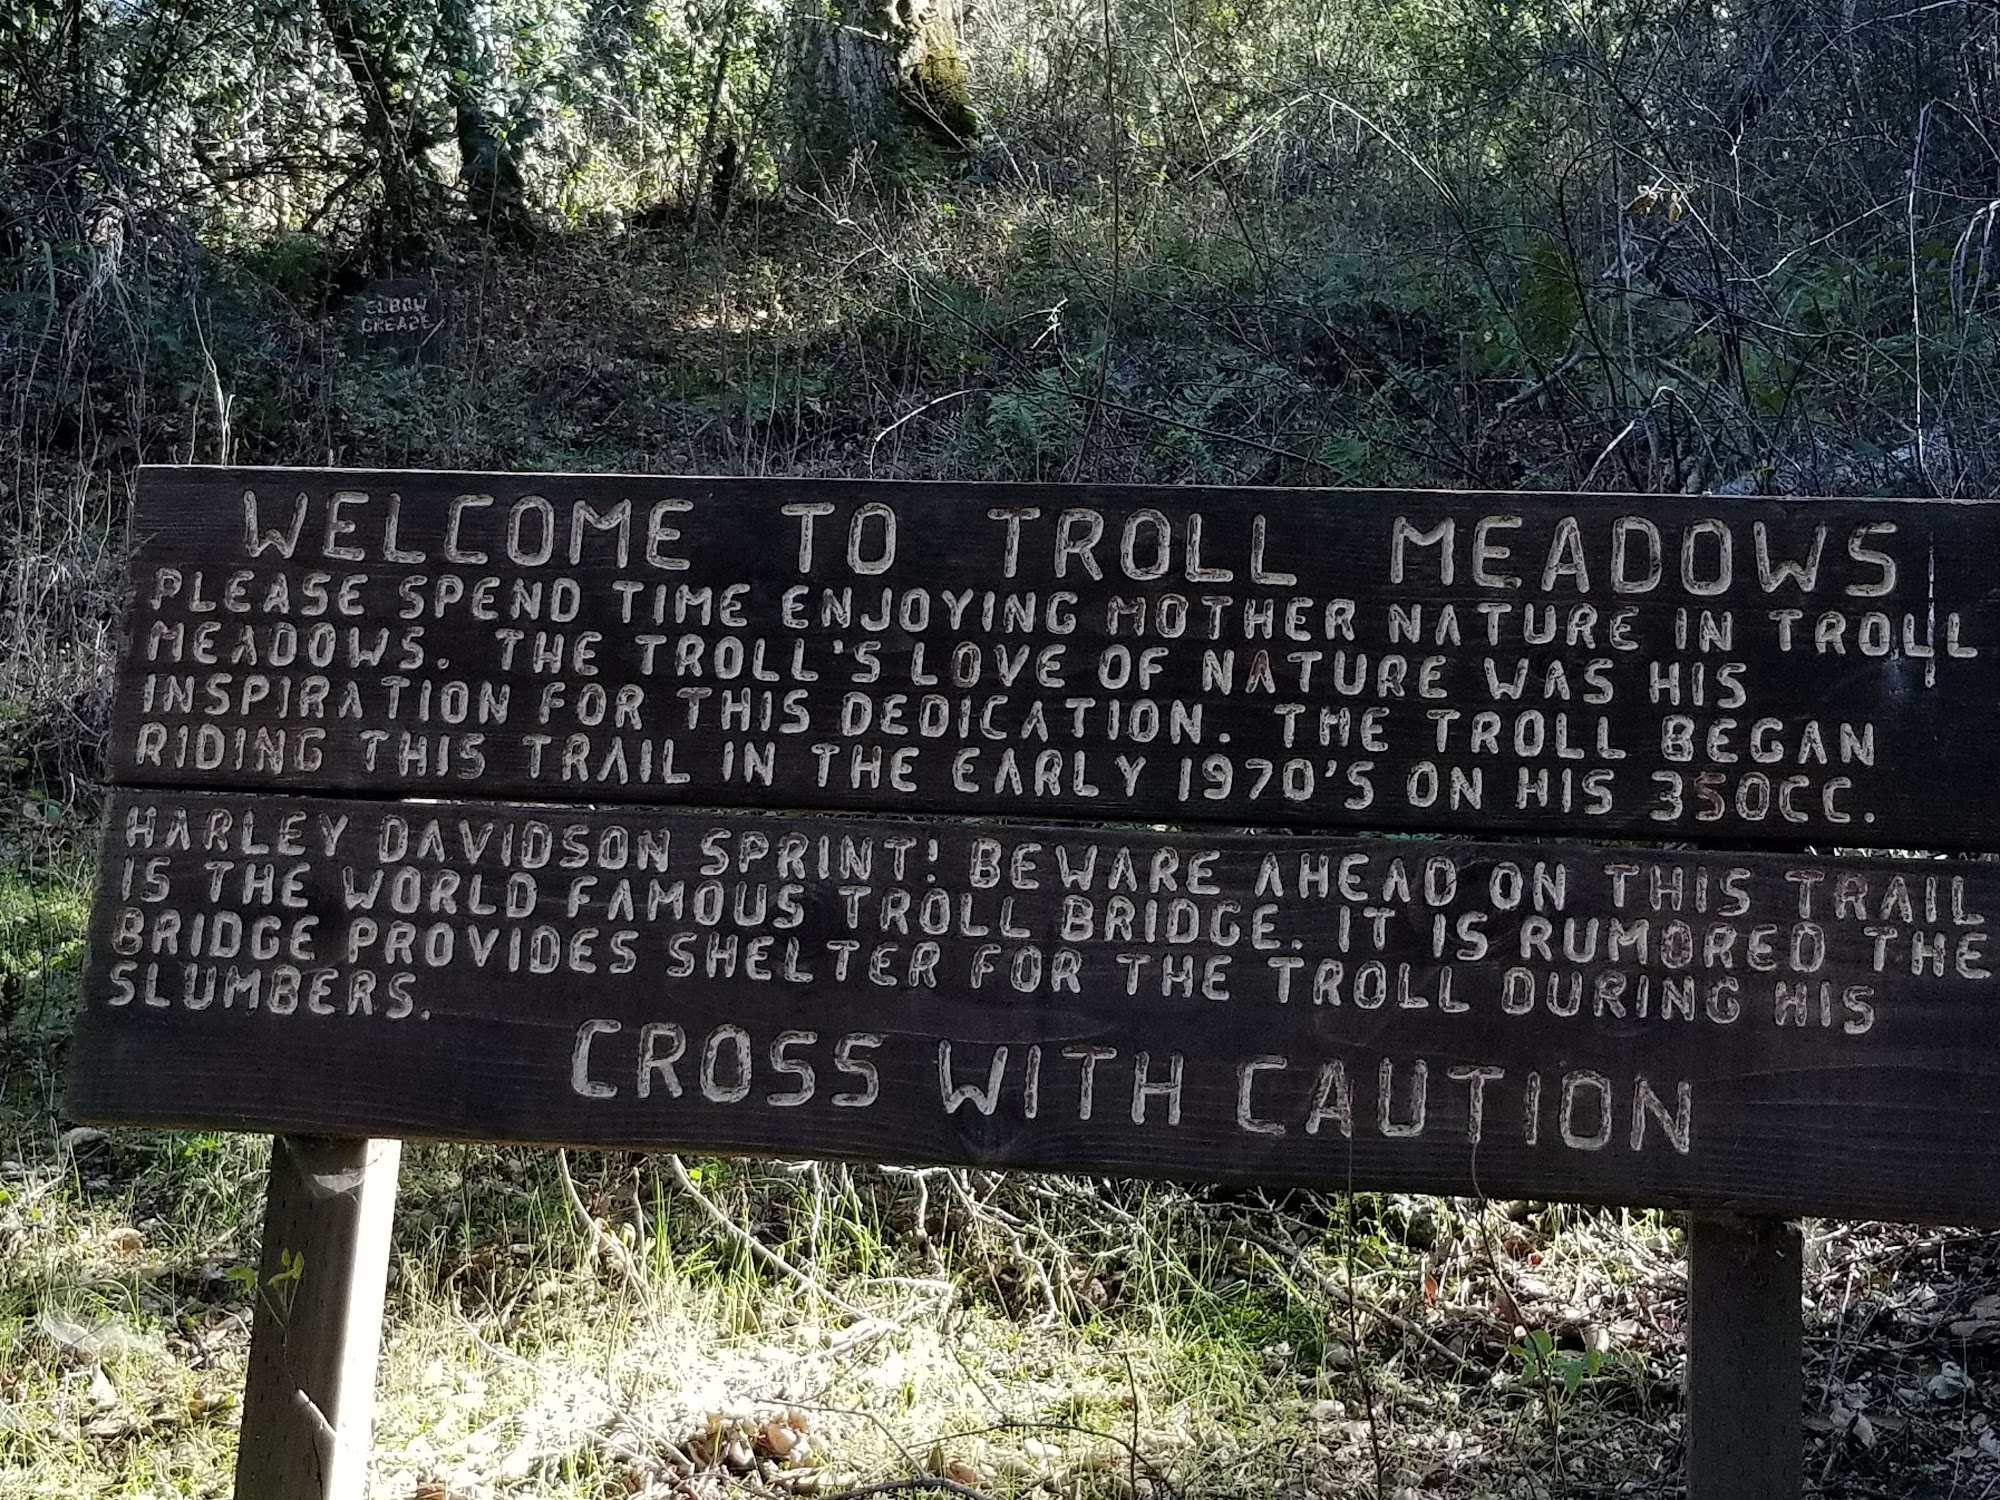 ELBOW
GREASE
WELCOME TO TROLL MEADOWS
PLEASE SPEND TIME ENJOYING MOTHER NATURE IN TROLL
MEADOWS. THE TROLL'S LOVE OF NATURE WAS HIS
INSPIRATION FOR THIS DEDICATION. THE TROLL BEGAN
RIDING THIS TRAIL IN THE EARLY 1970'S ON HIS 350CC.
HARLEY DAVIDSON SPRINT! BEWARE AHEAD ON THIS TRAIL
IS THE WORLD FAMOUS TROLL BRIDGE. IT IS RUMORED THE
BRIDGE PROVIDES SHELTER FOR THE TROLL DURING HIS
SLUMBERS.
CROSS WITH CAUTION